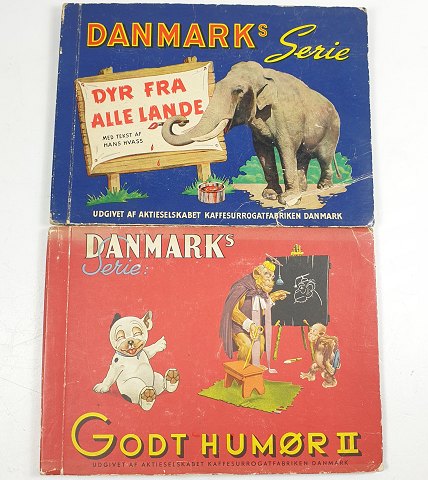 DANMARKs Serie
DYR FRA
ALLE LANDE
MED TEKST AF
HANS HVASS
UDGIVET AF AKTIESELSKABET KAFFESURROGATFABRIKEN DANMARK
DANMARKs
Serie:
GODT HUMØR II
UDGIVET AF AKTIESELSKABET KAFFESURROGATFABRIKEN DANMARK